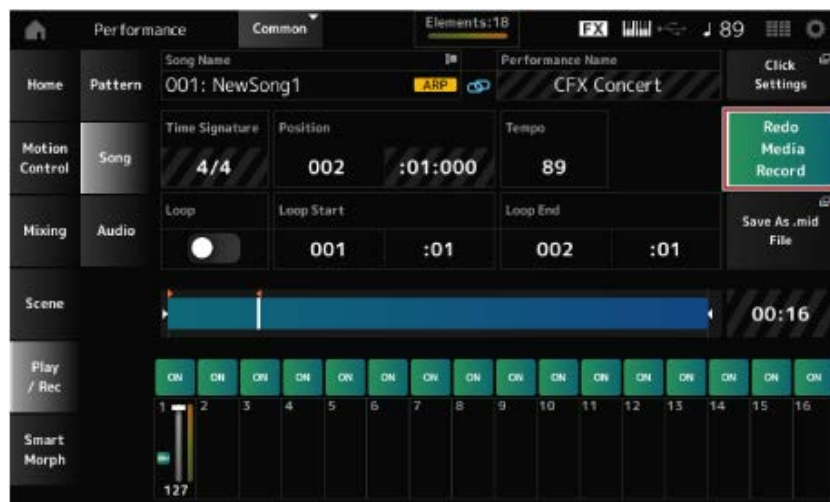 Performance Common Elements:18 FX 89
Home Pattern Song Name Performance Name Click Settings
001: NewSong1 ARP CFX Concert
Motion Control Song Time Signature Position Tempo Redo Media Record
4/4 002 :01:000 89
Mixing Audio Loop Loop Start Loop End Save As .mid File
001 :01 002 :01
Scene 00:16
Play / Rec ON ON ON ON ON ON ON ON ON ON ON ON ON ON ON ON
1 2 3 4 5 6 7 8 9 10 11 12 13 14 15 16
Smart Morph
127